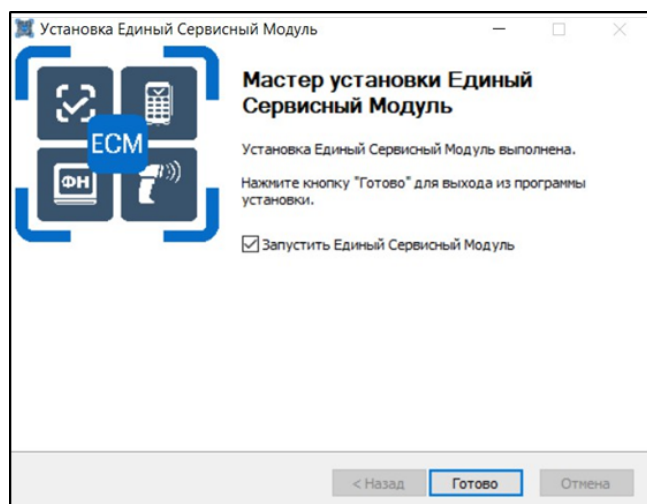 Установка Единый Сервисный Модуль
ЕСМ
ФН
Мастер установки Единый
Сервисный Модуль
Установка Единый Сервисный Модуль выполнена.
Нажмите кнопку "Готово" для выхода из программы
установки.
Запустить Единый Сервисный Модуль
< Назад
Готово
Отмена